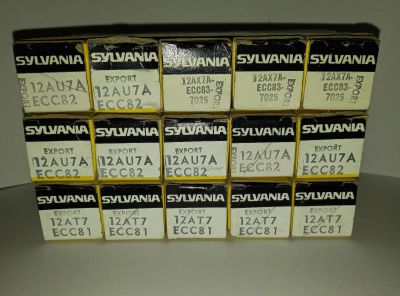 SYLVANIA
12AU7A
ECC82
EXPORT
SYLVANIA
EXPORT
12AU7A
ECC82
SYLVANIA
12AX7A-
ECC83-
7025
EXPORT
SYLVANIA
12AX7A-
ECC83-
7025
EXPORT
SYLVANIA
12AX7A-
ECC83-
7025
EXPORT
SYLVANIA
EXPORT
12AU7A
ECC82
SYLVANIA
EXPORT
12AU7A
ECC82
SYLVANIA
EXPORT
12AU7A
ECC82
SYLVANIA
EXPORT
12AU7A
ECC82
SYLVANIA
EXPORT
12AU7A
ECC82
SYLVANIA
EXPORT
12AT7
ECC81
SYLVANIA
EXPORT
12AT7
ECC81
SYLVANIA
EXPORT
12AT7
ECC81
SYLVANIA
EXPORT
12AT7
ECC81
SYLVANIA
EXPORT
12AT7
ECC81